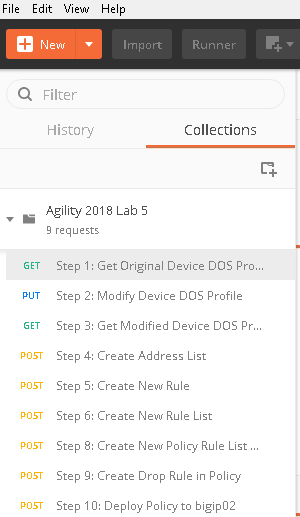 File Edit View Help
New Import Runner
Filter
History Collections
Agility 2018 Lab 5
9 requests
GET Step 1: Get Original Device DOS Pro...
PUT Step 2: Modify Device DOS Profile
GET Step 3: Get Modified Device DOS Pr...
POST Step 4: Create Address List
POST Step 5: Create New Rule
POST Step 6: Create New Rule List
POST Step 8: Create New Policy Rule List ...
POST Step 9: Create Drop Rule in Policy
POST Step 10: Deploy Policy to bigip02